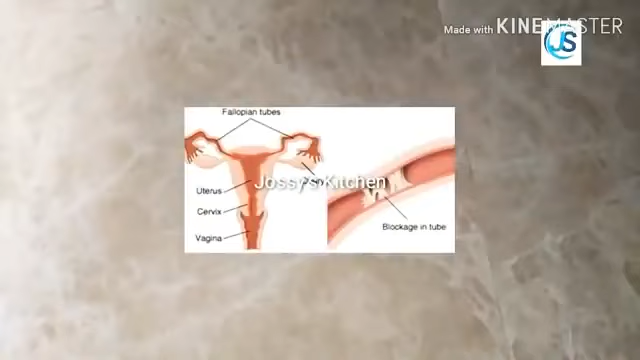 Made with KINEMASTER
JS
Fallopian tubes
Uterus
Jossy's Kitchen
Cervix
Vagina
Blockage in tube